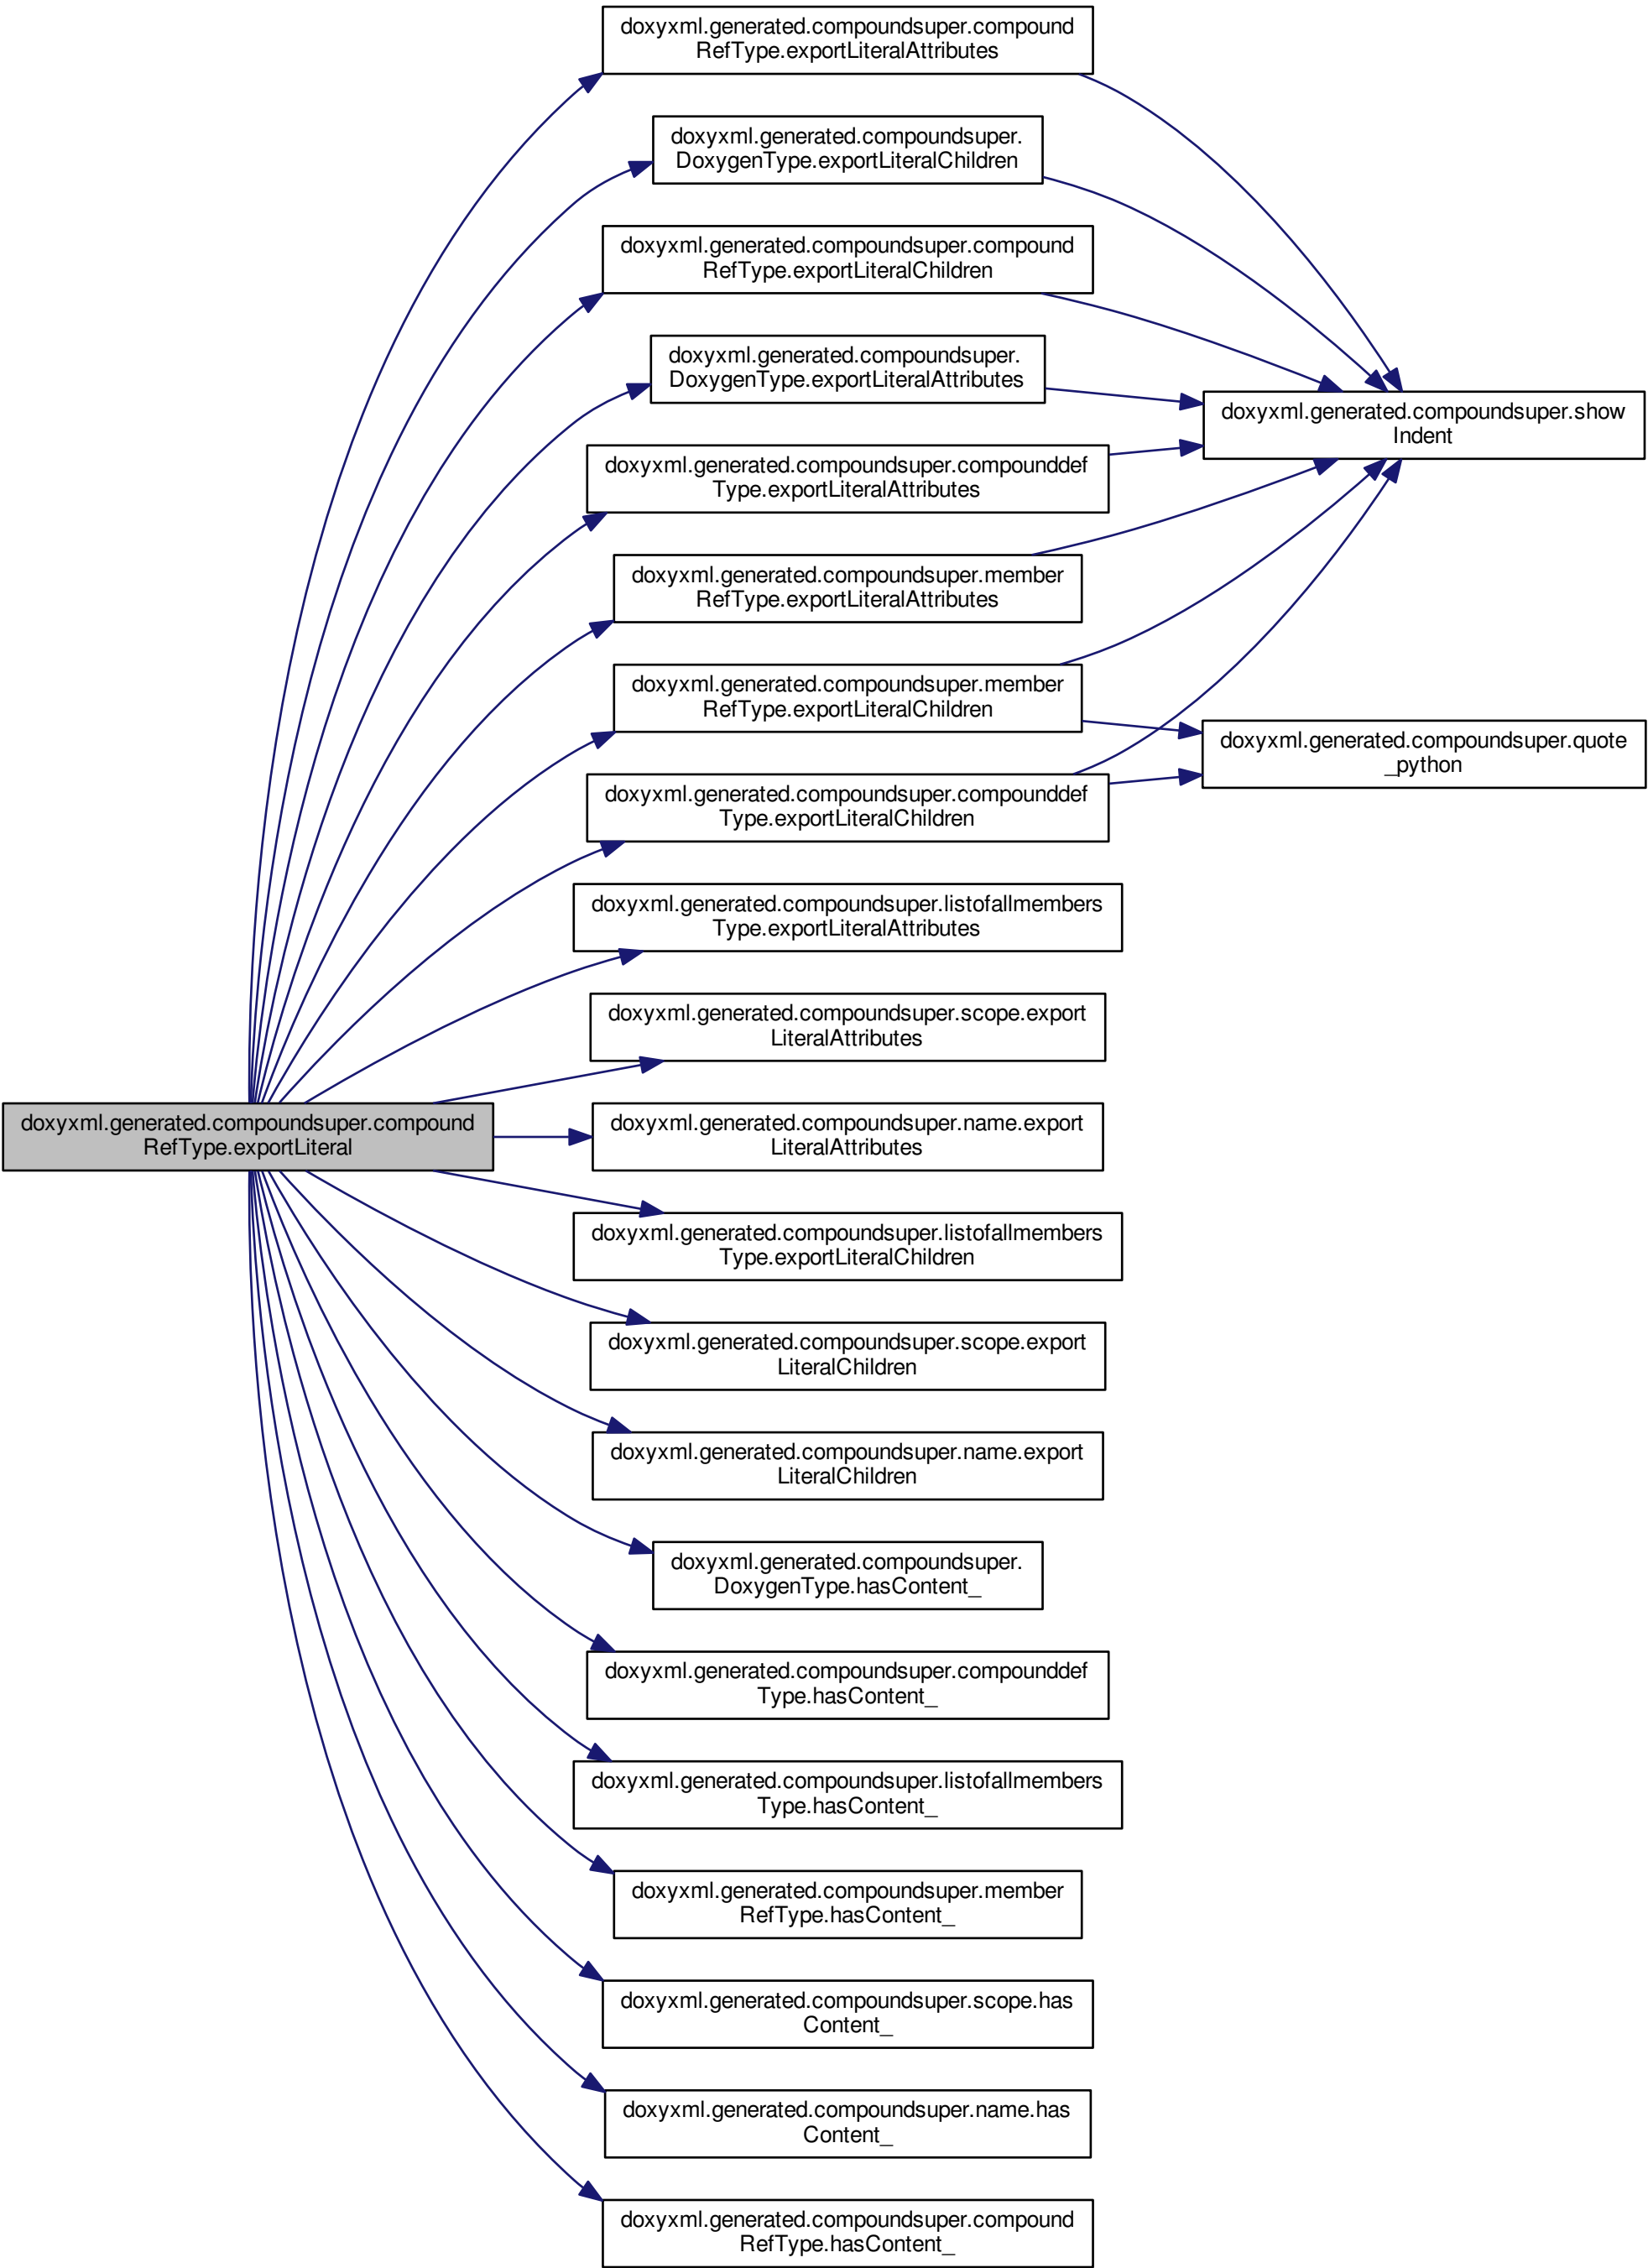 doxyxml.generated.compoundsuper.compound
RefType.exportLiteralAttributes
doxyxml.generated.compoundsuper.
DoxygenType.exportLiteralChildren
doxyxml.generated.compoundsuper.compound
RefType.exportLiteralChildren
doxyxml.generated.compoundsuper.
DoxygenType.exportLiteralAttributes
doxyxml.generated.compoundsuper.show
Indent
doxyxml.generated.compoundsuper.compounddef
Type.exportLiteralAttributes
doxyxml.generated.compoundsuper.member
RefType.exportLiteralAttributes
doxyxml.generated.compoundsuper.member
RefType.exportLiteralChildren
doxyxml.generated.compoundsuper.quote
_python
doxyxml.generated.compoundsuper.compounddef
Type.exportLiteralChildren
doxyxml.generated.compoundsuper.listofallmembers
Type.exportLiteralAttributes
doxyxml.generated.compoundsuper.scope.export
LiteralAttributes
doxyxml.generated.compoundsuper.compound
RefType.exportLiteral
doxyxml.generated.compoundsuper.name.export
LiteralAttributes
doxyxml.generated.compoundsuper.listofallmembers
Type.exportLiteralChildren
doxyxml.generated.compoundsuper.scope.export
LiteralChildren
doxyxml.generated.compoundsuper.name.export
LiteralChildren
doxyxml.generated.compoundsuper.
DoxygenType.hasContent_
doxyxml.generated.compoundsuper.compounddef
Type.hasContent_
doxyxml.generated.compoundsuper.listofallmembers
Type.hasContent_
doxyxml.generated.compoundsuper.member
RefType.hasContent_
doxyxml.generated.compoundsuper.scope.has
Content_
doxyxml.generated.compoundsuper.name.has
Content_
doxyxml.generated.compoundsuper.compound
RefType.hasContent_